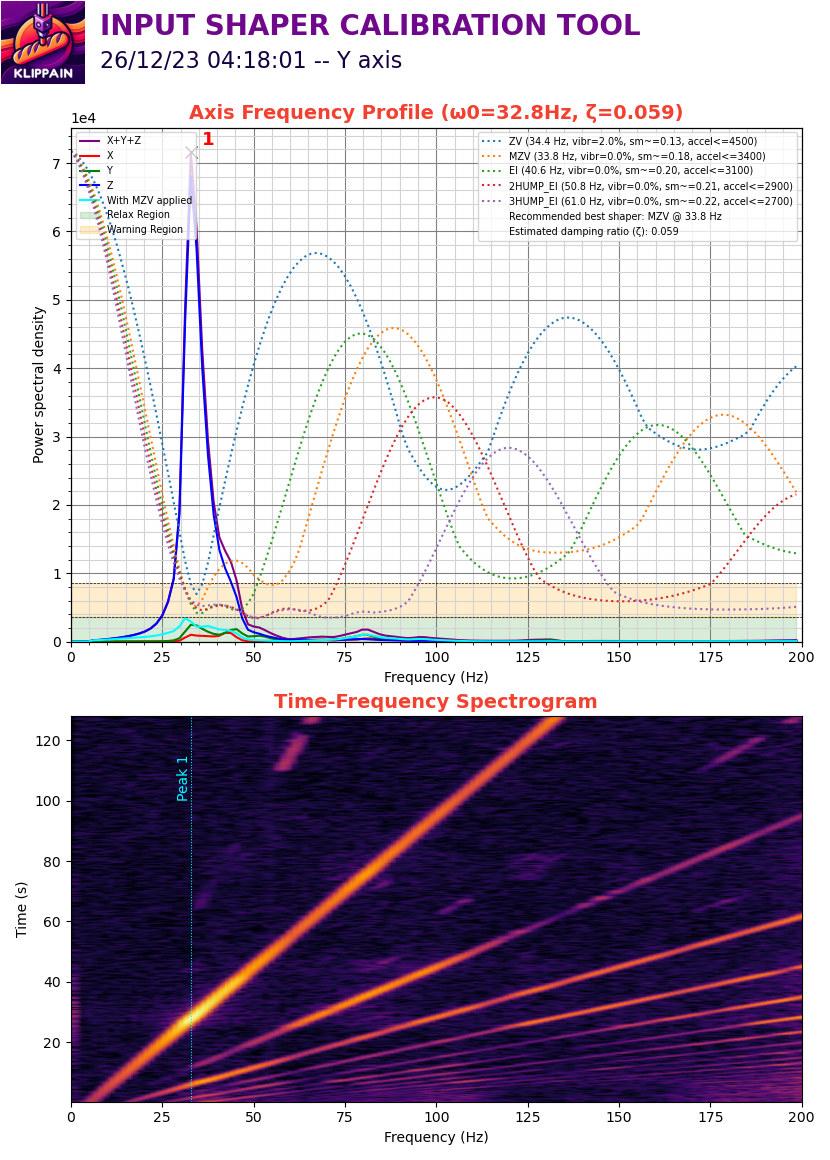 INPUT SHAPER CALIBRATION TOOL
26/12/23 04:18:01 -- Y axis
KLIPPAIN
Axis Frequency Profile (ω0=32.8Hz, ζ=0.059)
1e4
1
X+Y+Z
X
Y
Z
With MZV applied
Relax Region
Warning Region
ZV (34.4 Hz, vibr=2.0%, sm~=0.13, accel<=4500)
MZV (33.8 Hz, vibr=0.0%, sm~=0.18, accel<=3400)
EI (40.6 Hz, vibr=0.0%, sm~=0.20, accel<=3100)
2HUMP_EI (50.8 Hz, vibr=0.0%, sm~=0.21, accel<=2900)
3HUMP_EI (61.0 Hz, vibr=0.0%, sm~=0.22, accel<=2700)
Recommended best shaper: MZV @ 33.8 Hz
Estimated damping ratio (ζ): 0.059
Power spectral density
7
6
5
4
3
2
1
0
0 25 50 75 100 125 150 175 200
Frequency (Hz)
Time-Frequency Spectrogram
Peak 1
Time (s)
120
100
80
60
40
20
0 25 50 75 100 125 150 175 200
Frequency (Hz)